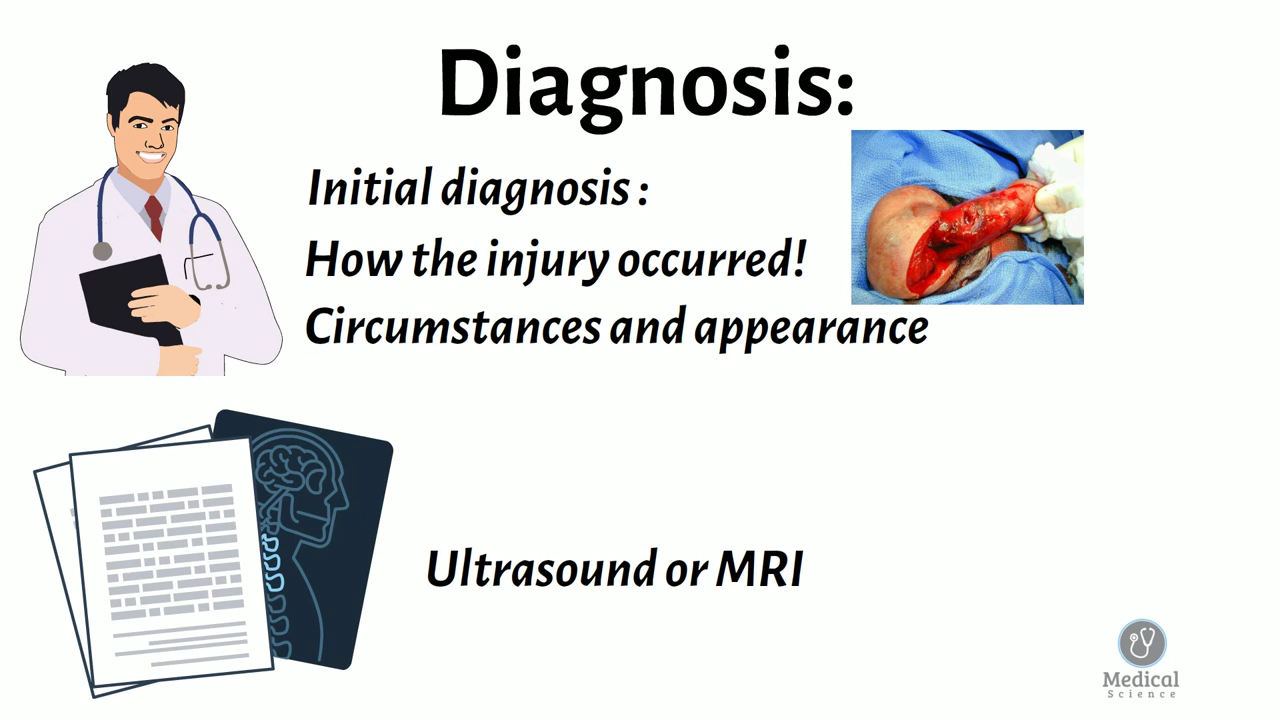 Diagnosis:
Initial diagnosis :
How the injury occurred!
Circumstances and appearance
Ultrasound or MRI
Medical
Science